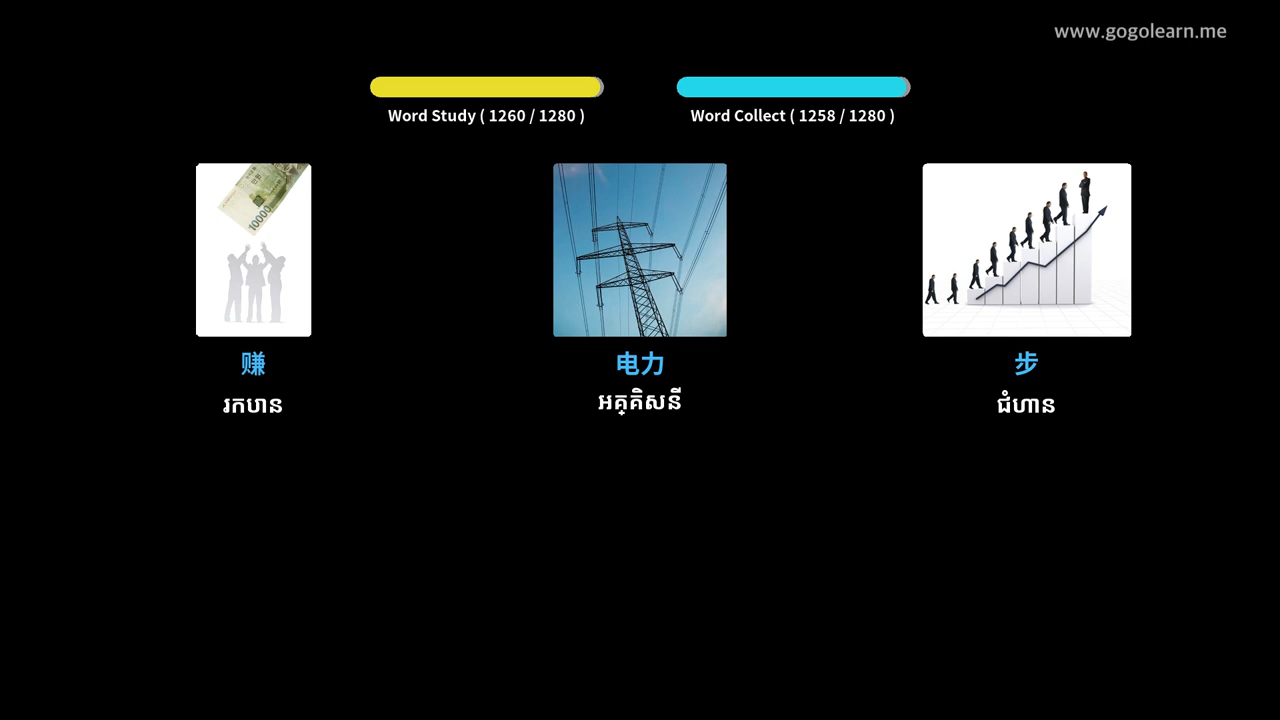 www.gogolearn.me
Word Study ( 1260 / 1280 )
Word Collect ( 1258 / 1280 )
10000
赚
电力
步
រកបាន
អគ្គិសនី
ជំហាន